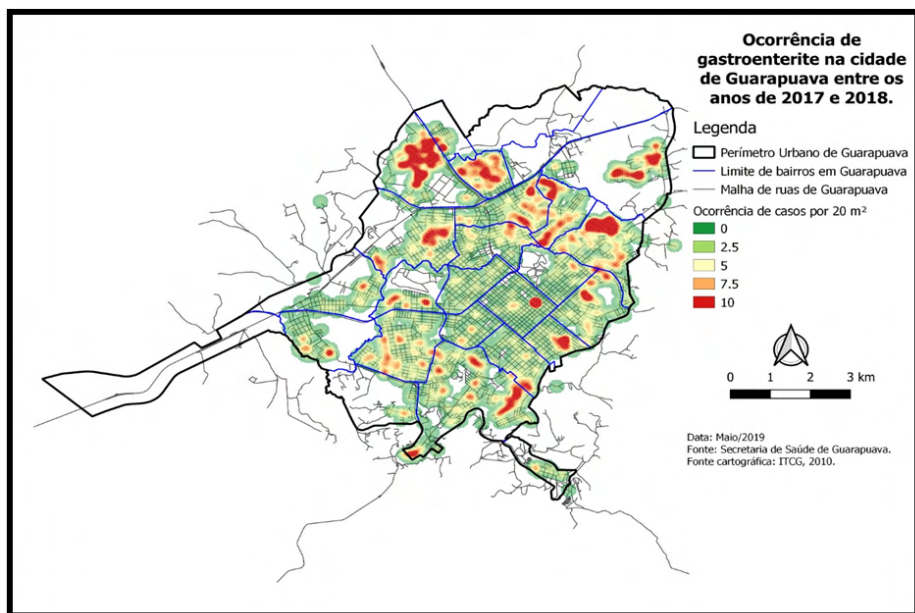 Ocorrência de
gastroenterite na cidade
de Guarapuava entre os
anos de 2017 e 2018.
Legenda
Perímetro Urbano de Guarapuava
Limite de bairros em Guarapuava
Malha de ruas de Guarapuava
Ocorrência de casos por 20 m²
0
2.5
5
7.5
10
0 1 2 3 km
Data: Maio/2019
Fonte: Secretaria de Saúde de Guarapuava.
Fonte cartográfica: ITCG, 2010.